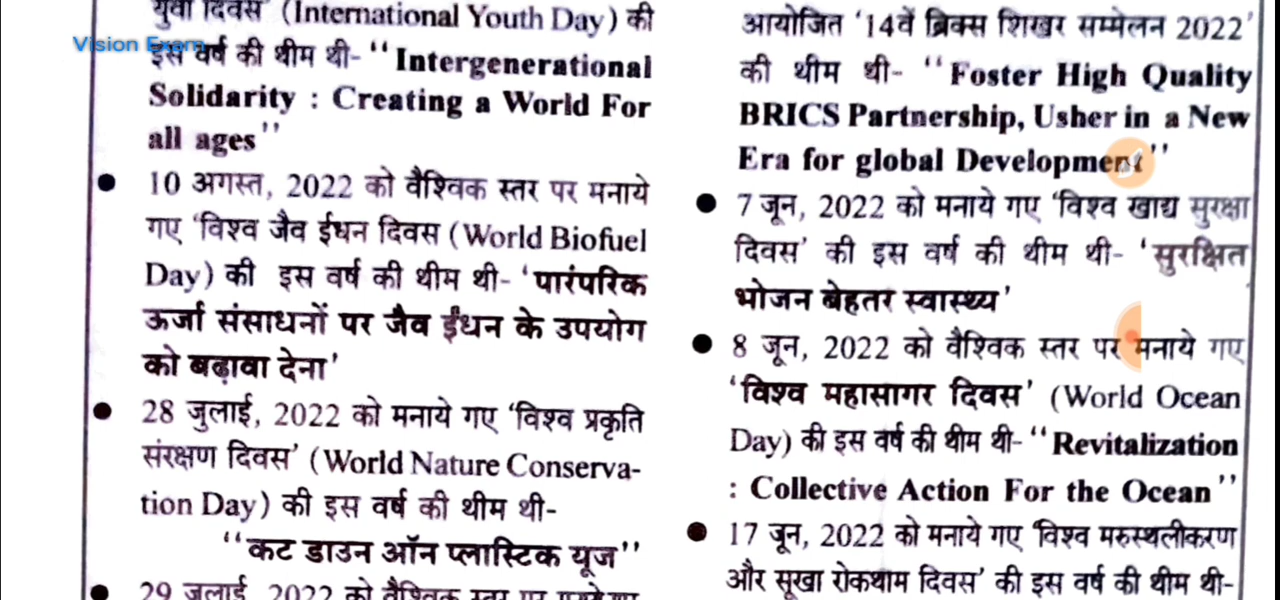 युवा दिवस’ (International Youth Day) की
Vision Exam
इस वर्ष की थीम थी- ‘‘Intergenerational
Solidarity : Creating a World For
all ages’’
● 10 अगस्त, 2022 को वैश्विक स्तर पर मनाये
गए ‘विश्व जैव ईधन दिवस (World Biofuel
Day) की इस वर्ष की थीम थी- ‘पारंपरिक
ऊर्जा संसाधनों पर जैव ईंधन के उपयोग
को बढ़ावा देना’
● 28 जुलाई, 2022 को मनाये गए ‘विश्व प्रकृति
संरक्षण दिवस’ (World Nature Conserva-
tion Day) की इस वर्ष की थीम थी-
‘‘कट डाउन ऑन प्लास्टिक यूज’’
● 29 जुलाई, 2022 को वैश्विक स्तर पर
आयोजित ‘14वें ब्रिक्स शिखर सम्मेलन 2022’
की थीम थी- ‘‘Foster High Quality
BRICS Partnership, Usher in a New
Era for global Development’’
● 7 जून, 2022 को मनाये गए ‘विश्व खाद्य सुरक्षा
दिवस’ की इस वर्ष की थीम थी- ‘सुरक्षित
भोजन बेहतर स्वास्थ्य’
● 8 जून, 2022 को वैश्विक स्तर पर मनाये गए
‘विश्व महासागर दिवस’ (World Ocean
Day) की इस वर्ष की थीम थी- ‘‘Revitalization
: Collective Action For the Ocean’’
● 17 जून, 2022 को मनाये गए ‘विश्व मरुस्थलीकरण
और सूखा रोकथाम दिवस’ की इस वर्ष की थीम थी-